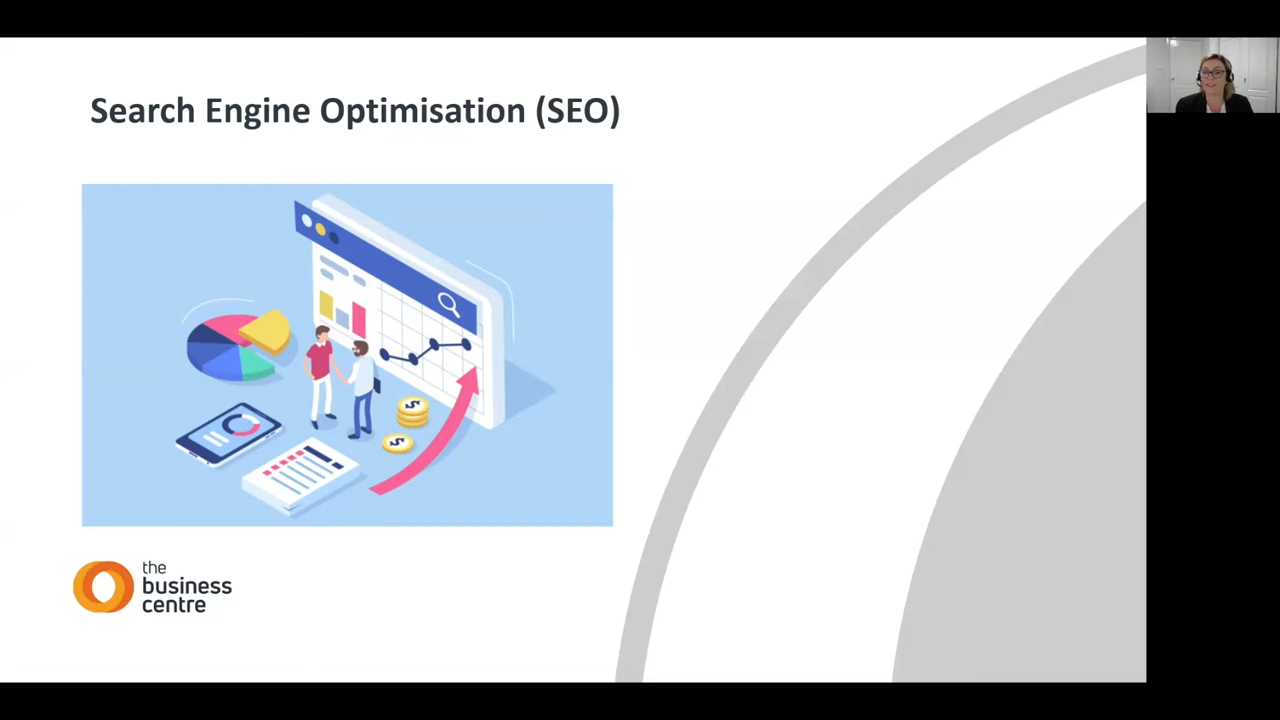 Search Engine Optimisation (SEO)
$
$
the
business
centre